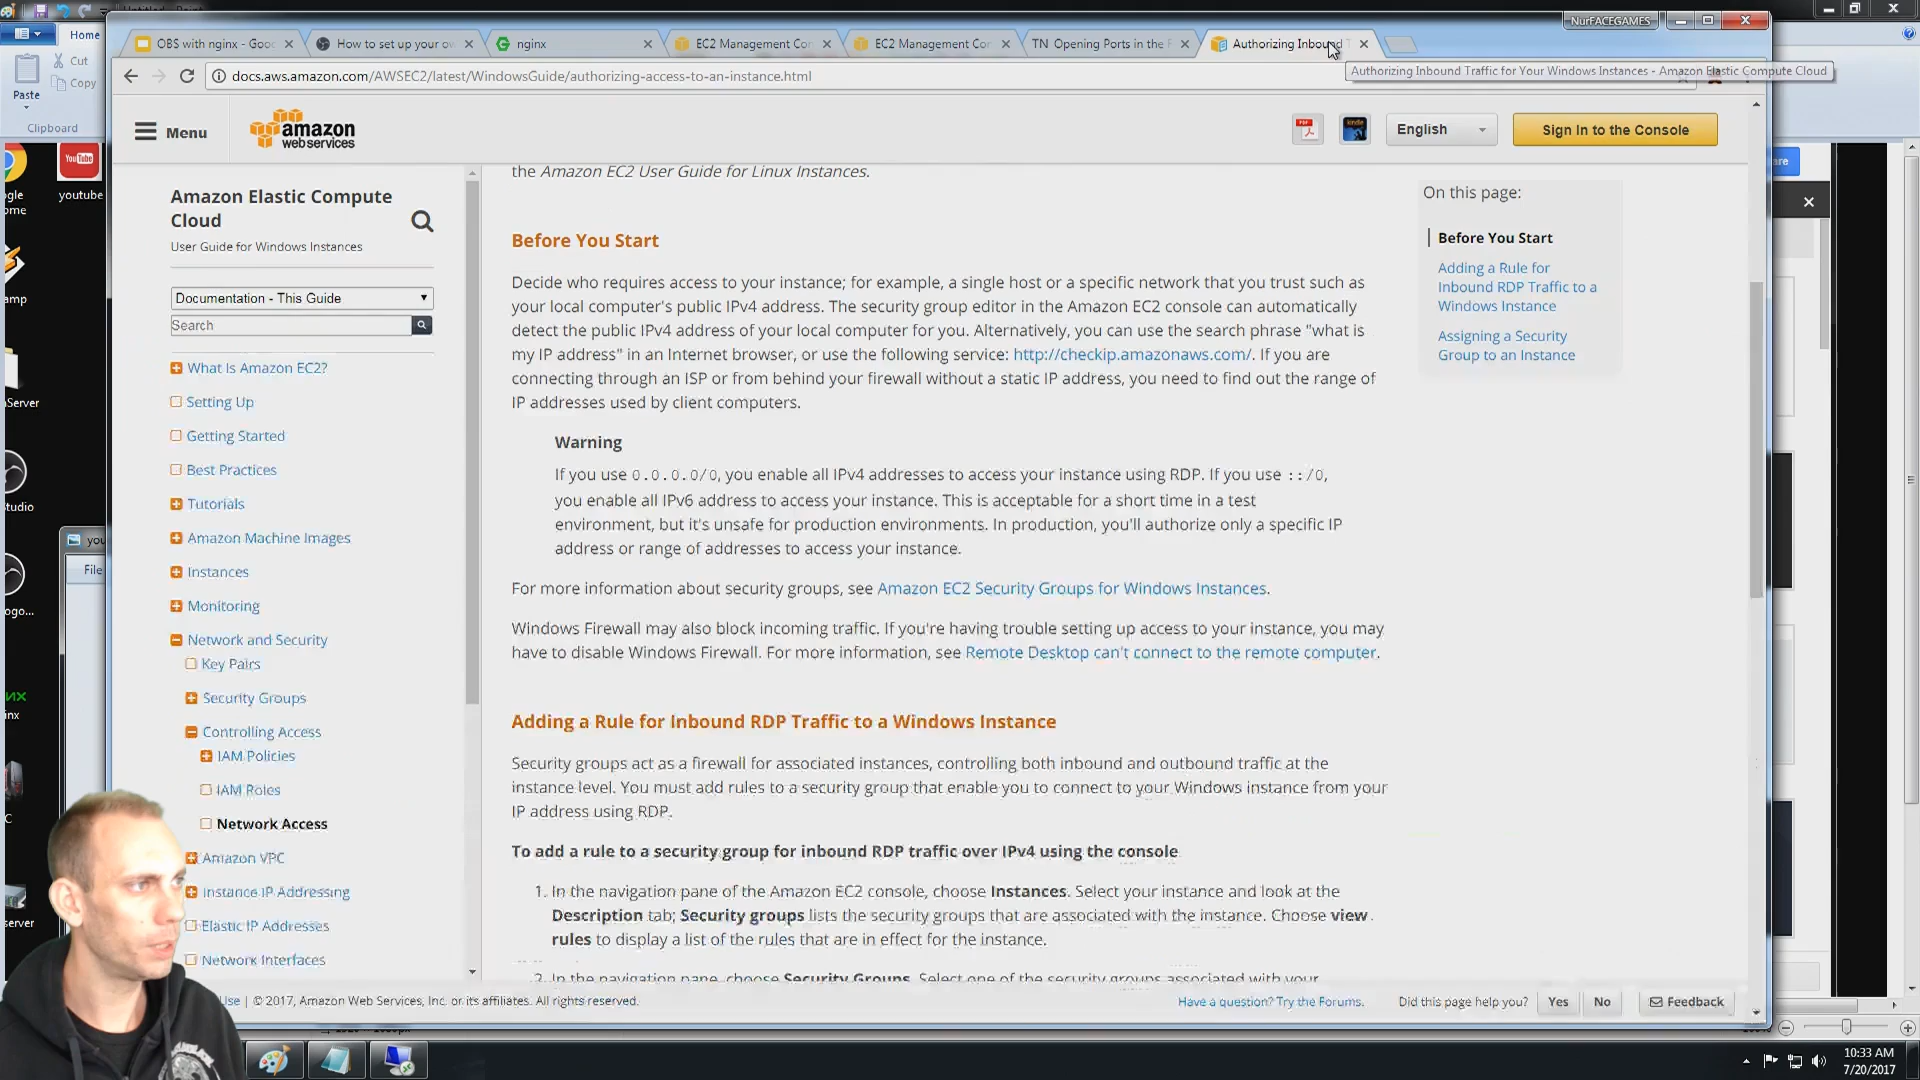 Home
Paste
Cut
Copy
Clipboard
NurFACEGAMES
OBS with nginx - Goo
How to set up your ow
nginx
EC2 Management Con
EC2 Management Con
TN Opening Ports in the F
Authorizing Inbound T
docs.aws.amazon.com/AWSEC2/latest/WindowsGuide/authorizing-access-to-an-instance.html
Authorizing Inbound Traffic for Your Windows Instances - Amazon Elastic Compute Cloud
Menu
amazon
web services
English
Sign In to the Console
You Tube
youtube
Amazon Elastic Compute
Cloud
User Guide for Windows Instances
Documentation - This Guide
Search
What Is Amazon EC2?
Setting Up
Getting Started
Best Practices
Tutorials
Amazon Machine Images
Instances
Monitoring
Network and Security
Key Pairs
Security Groups
Controlling Access
IAM Policies
IAM Roles
Network Access
Amazon VPC
Instance IP Addressing
Elastic IP Addresses
Network Interfaces
the Amazon EC2 User Guide for Linux Instances.
Before You Start
Decide who requires access to your instance; for example, a single host or a specific network that you trust such as
your local computer's public IPv4 address. The security group editor in the Amazon EC2 console can automatically
detect the public IPv4 address of your local computer for you. Alternatively, you can use the search phrase "what is
my IP address" in an Internet browser, or use the following service: http://checkip.amazonaws.com/. If you are
connecting through an ISP or from behind your firewall without a static IP address, you need to find out the range of
IP addresses used by client computers.
Warning
If you use 0.0.0.0/0, you enable all IPv4 addresses to access your instance using RDP. If you use ::/0,
you enable all IPv6 address to access your instance. This is acceptable for a short time in a test
environment, but it's unsafe for production environments. In production, you'll authorize only a specific IP
address or range of addresses to access your instance.
For more information about security groups, see Amazon EC2 Security Groups for Windows Instances.
Windows Firewall may also block incoming traffic. If you're having trouble setting up access to your instance, you may
have to disable Windows Firewall. For more information, see Remote Desktop can't connect to the remote computer.
Adding a Rule for Inbound RDP Traffic to a Windows Instance
Security groups act as a firewall for associated instances, controlling both inbound and outbound traffic at the
instance level. You must add rules to a security group that enable you to connect to your Windows instance from your
IP address using RDP.
To add a rule to a security group for inbound RDP traffic over IPv4 using the console
1. In the navigation pane of the Amazon EC2 console, choose Instances. Select your instance and look at the
Description tab; Security groups lists the security groups that are associated with the instance. Choose view
rules to display a list of the rules that are in effect for the instance.
2. In the navigation pane, choose Security Groups. Select one of the security groups associated with your
On this page:
Before You Start
Adding a Rule for
Inbound RDP Traffic to a
Windows Instance
Assigning a Security
Group to an Instance
Use | © 2017, Amazon Web Services, Inc. or its affiliates. All rights reserved.
Have a question? Try the Forums.
Did this page help you?
Yes
No
Feedback
File
10:33 AM
7/20/2017